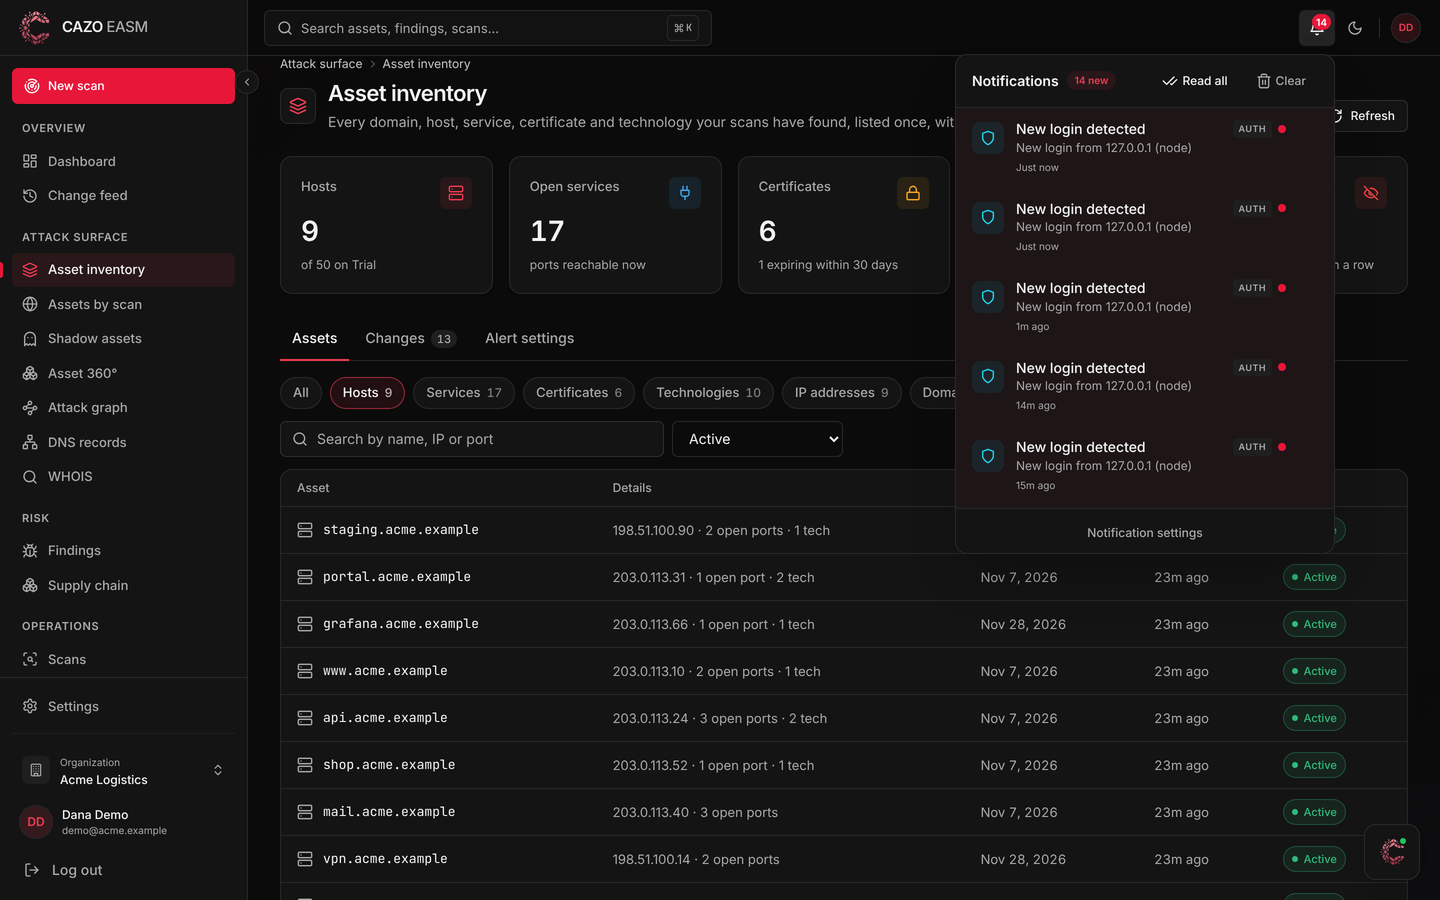 CAZO EASM
Search assets, findings, scans...
⌘ K
14
DD
New scan
OVERVIEW
Dashboard
Change feed
ATTACK SURFACE
Asset inventory
Assets by scan
Shadow assets
Asset 360°
Attack graph
DNS records
WHOIS
RISK
Findings
Supply chain
OPERATIONS
Scans
Settings
Organization
Acme Logistics
DD
Dana Demo
demo@acme.example
Log out
Attack surface > Asset inventory
Asset inventory
Every domain, host, service, certificate and technology your scans have found, listed once, wit
Refresh
Hosts
9
of 50 on Trial
Open services
17
ports reachable now
Certificates
6
1 expiring within 30 days
a row
Assets
Changes 13
Alert settings
All
Hosts 9
Services 17
Certificates 6
Technologies 10
IP addresses 9
Doma
Search by name, IP or port
Active
Asset Details
staging.acme.example 198.51.100.90 · 2 open ports · 1 tech
portal.acme.example 203.0.113.31 · 1 open port · 2 tech Nov 7, 2026 23m ago Active
grafana.acme.example 203.0.113.66 · 1 open port · 1 tech Nov 28, 2026 23m ago Active
www.acme.example 203.0.113.10 · 2 open ports · 1 tech Nov 7, 2026 23m ago Active
api.acme.example 203.0.113.24 · 3 open ports · 2 tech Nov 7, 2026 23m ago Active
shop.acme.example 203.0.113.52 · 1 open port · 1 tech Nov 7, 2026 23m ago Active
mail.acme.example 203.0.113.40 · 3 open ports Nov 7, 2026 23m ago Active
vpn.acme.example 198.51.100.14 · 2 open ports Nov 28, 2026 23m ago Active
Notifications 14 new Read all Clear
New login detected AUTH
New login from 127.0.0.1 (node)
Just now
New login detected AUTH
New login from 127.0.0.1 (node)
Just now
New login detected AUTH
New login from 127.0.0.1 (node)
1m ago
New login detected AUTH
New login from 127.0.0.1 (node)
14m ago
New login detected AUTH
New login from 127.0.0.1 (node)
15m ago
Notification settings